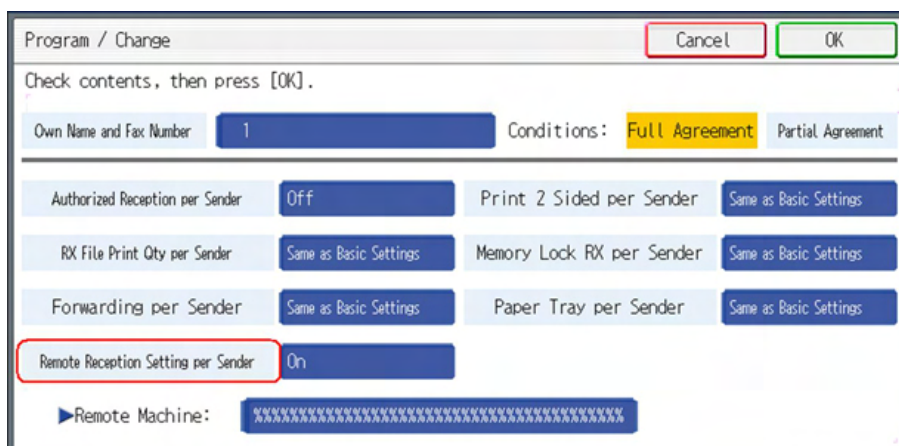 Program / Change Cancel OK
Check contents, then press [OK].
Own Name and Fax Number 1 Conditions: Full Agreement Partial Agreement
Authorized Reception per Sender Off Print 2 Sided per Sender Same as Basic Settings
RX File Print Qty per Sender Same as Basic Settings Memory Lock RX per Sender Same as Basic Settings
Forwarding per Sender Same as Basic Settings Paper Tray per Sender Same as Basic Settings
Remote Reception Setting per Sender On
▶Remote Machine: %%%%%%%%%%%%%%%%%%%%%%%%%%%%%%%%%%%%%%%%